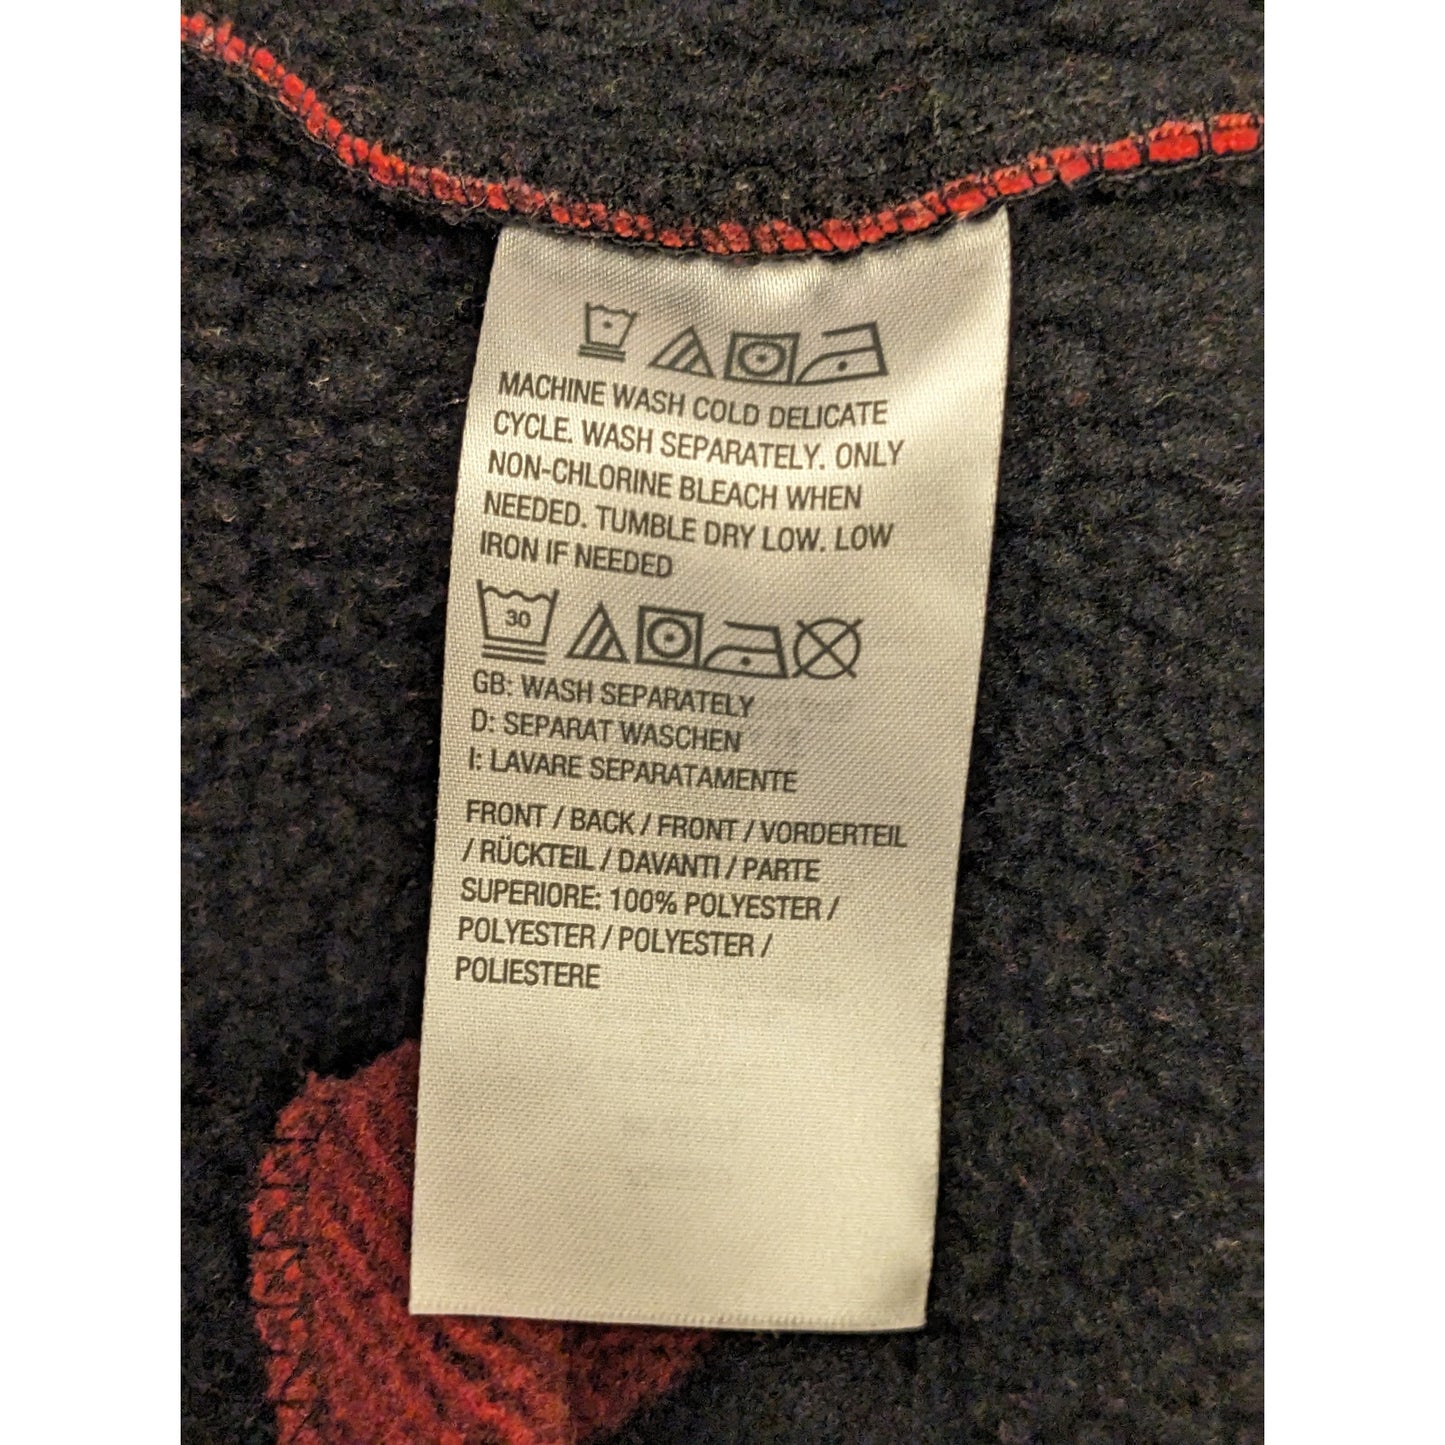 MACHINE WASH COLD DELICATE
CYCLE. WASH SEPARATELY. ONLY
NON-CHLORINE BLEACH WHEN
NEEDED. TUMBLE DRY LOW. LOW
IRON IF NEEDED
30
GB: WASH SEPARATELY
D: SEPARAT WASCHEN
I: LAVARE SEPARATAMENTE
FRONT / BACK / FRONT / VORDERTEIL
/ RÜCKTEIL / DAVANTI / PARTE
SUPERIORE: 100% POLYESTER /
POLYESTER / POLYESTER /
POLIESTERE